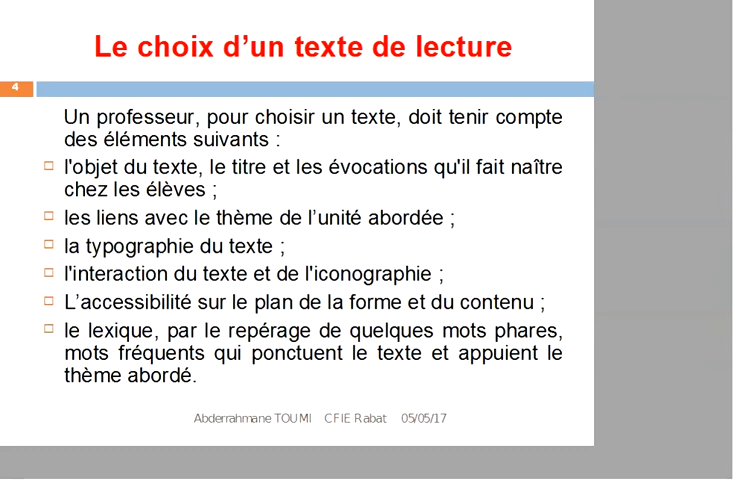 Le choix d’un texte de lecture
4
Un professeur, pour choisir un texte, doit tenir compte
des éléments suivants :
l'objet du texte, le titre et les évocations qu'il fait naître
chez les élèves ;
les liens avec le thème de l’unité abordée ;
la typographie du texte ;
l'interaction du texte et de l'iconographie ;
L’accessibilité sur le plan de la forme et du contenu ;
le lexique, par le repérage de quelques mots phares,
mots fréquents qui ponctuent le texte et appuient le
thème abordé.
Abderrahmane TOUMI CFIE Rabat 05/05/17